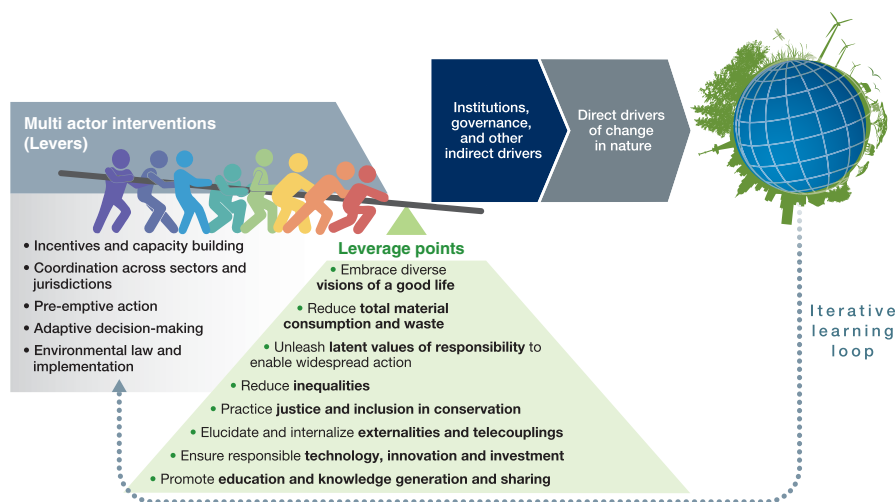 Multi actor interventions
(Levers)
Institutions,
governance,
and other
indirect drivers
Direct drivers
of change
in nature
• Incentives and capacity building
• Coordination across sectors and
jurisdictions
• Pre-emptive action
• Adaptive decision-making
• Environmental law and
implementation
Leverage points
• Embrace diverse
visions of a good life
• Reduce total material
consumption and waste
• Unleash latent values of responsibility to
enable widespread action
• Reduce inequalities
• Practice justice and inclusion in conservation
• Elucidate and internalize externalities and telecouplings
• Ensure responsible technology, innovation and investment
• Promote education and knowledge generation and sharing
Iterative
learning
loop